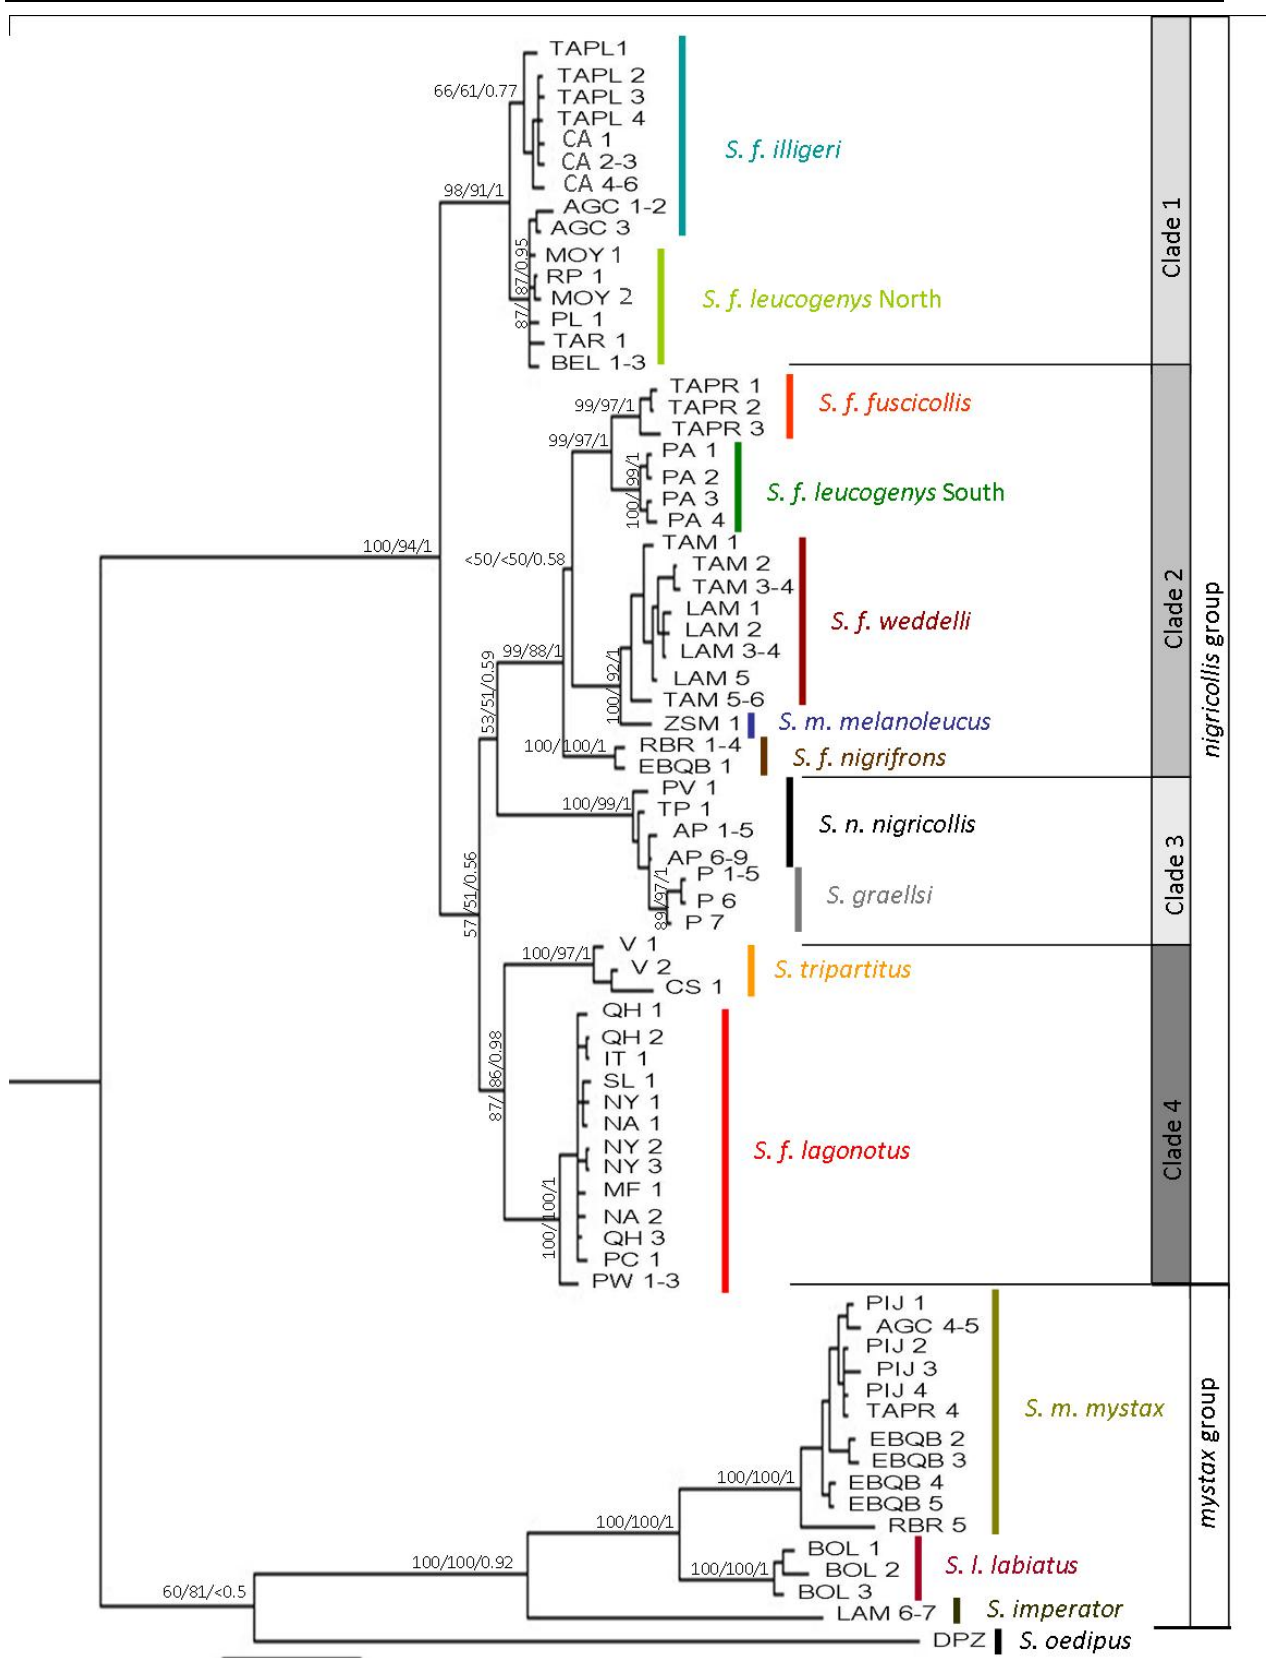 TAPL1
66/61/0.77
TAPL 2
TAPL 3
TAPL 4
CA 1
S. f. illigeri
CA 2-3
CA 4-6
98/91/1
AGC 1-2
AGC 3
Clade 1
MOY 1
87/87/0.95
RP 1
MOY 2
S. f. leucogenys North
PL 1
TAR 1
BEL 1-3
TAPR 1
99/97/1
TAPR 2
S. f. fuscicollis
TAPR 3
99/97/1
PA 1
PA 2
100/99/1
PA 3
S. f. leucogenys South
PA 4
TAM 1
100/94/1
<50/<50/0.58
TAM 2
TAM 3-4
LAM 1
Clade 2
LAM 2
S. f. weddelli
LAM 3-4
99/88/1
nigricollis group
LAM 5
100/92/1
TAM 5-6
53/51/0.59
ZSM 1
S. m. melanoleucus
100/100/1
RBR 1-4
EBQB 1
S. f. nigrifrons
PV 1
100/99/1
TP 1
AP 1-5
S. n. nigricollis
AP 6-9
Clade 3
P 1-5
89/97/1
P 6
S. graellsi
57/51/0.56
P 7
V 1
100/97/1
V 2
S. tripartitus
CS 1
QH 1
QH 2
IT 1
87/86/0.98
SL 1
NY 1
NA 1
NY 2
S. f. lagonotus
Clade 4
NY 3
MF 1
100/100/1
NA 2
QH 3
PC 1
PW 1-3
PIJ 1
AGC 4-5
PIJ 2
PIJ 3
PIJ 4
TAPR 4
S. m. mystax
EBQB 2
mystax group
EBQB 3
100/100/1
EBQB 4
EBQB 5
100/100/1
RBR 5
BOL 1
100/100/0.92
100/100/1
BOL 2
S. l. labiatus
60/81/<0.5
BOL 3
LAM 6-7
S. imperator
DPZ
S. oedipus